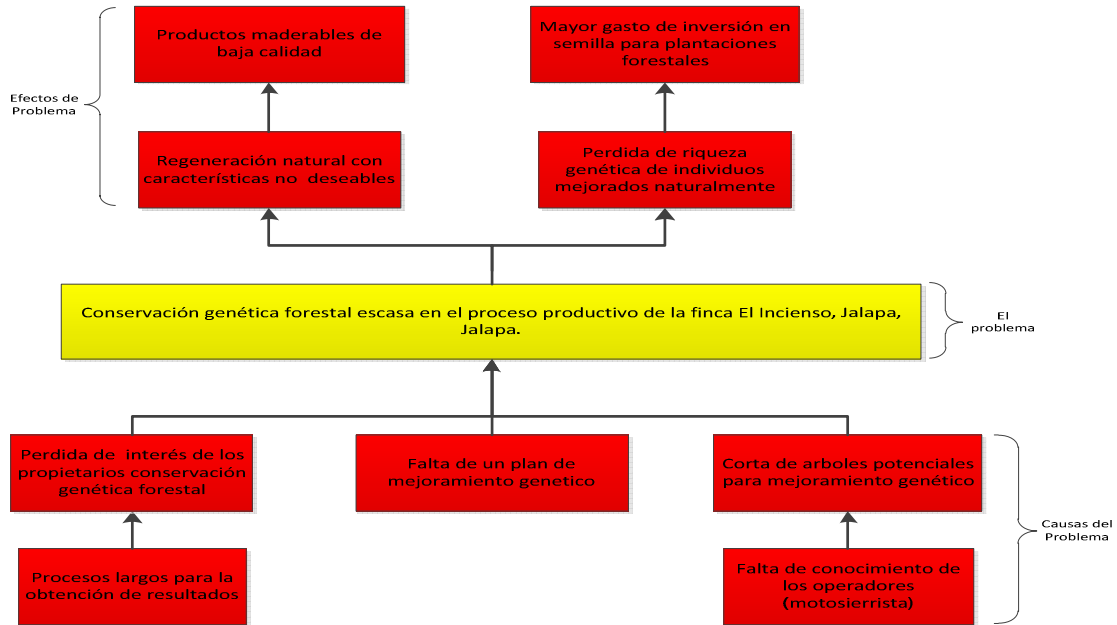 Productos maderables de
baja calidad
Mayor gasto de inversión en
semilla para plantaciones
forestales
Efectos de
Problema
Regeneración natural con
características no deseables
Perdida de riqueza
genética de individuos
mejorados naturalmente
Conservación genética forestal escasa en el proceso productivo de la finca El Incienso, Jalapa,
Jalapa.
El
problema
Perdida de interés de los
propietarios conservación
genética forestal
Falta de un plan de
mejoramiento genetico
Corta de arboles potenciales
para mejoramiento genético
Causas del
Problema
Procesos largos para la
obtención de resultados
Falta de conocimiento de
los operadores
(motosierrista)